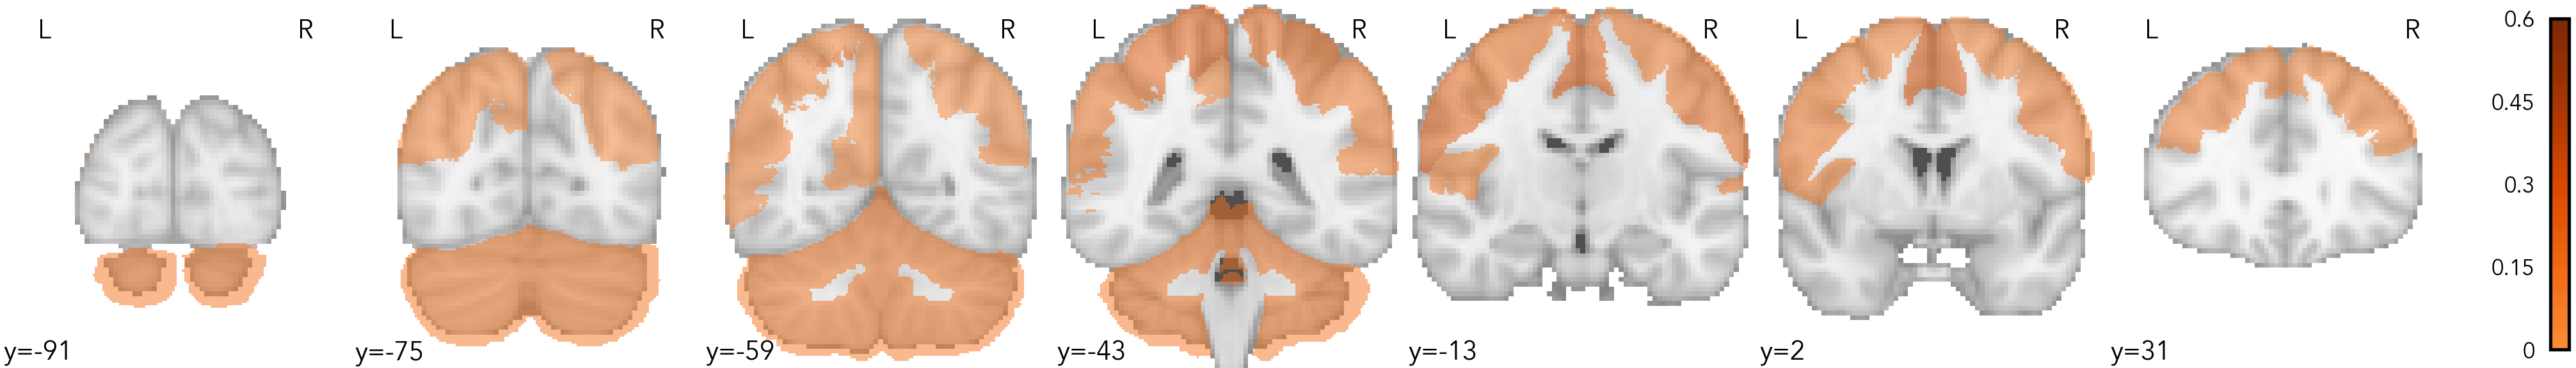 L R L R L R L R L R L R L R
0.6
0.45
0.3
0.15
0
y=-91 y=-75 y=-59 y=-43 y=-13 y=2 y=31